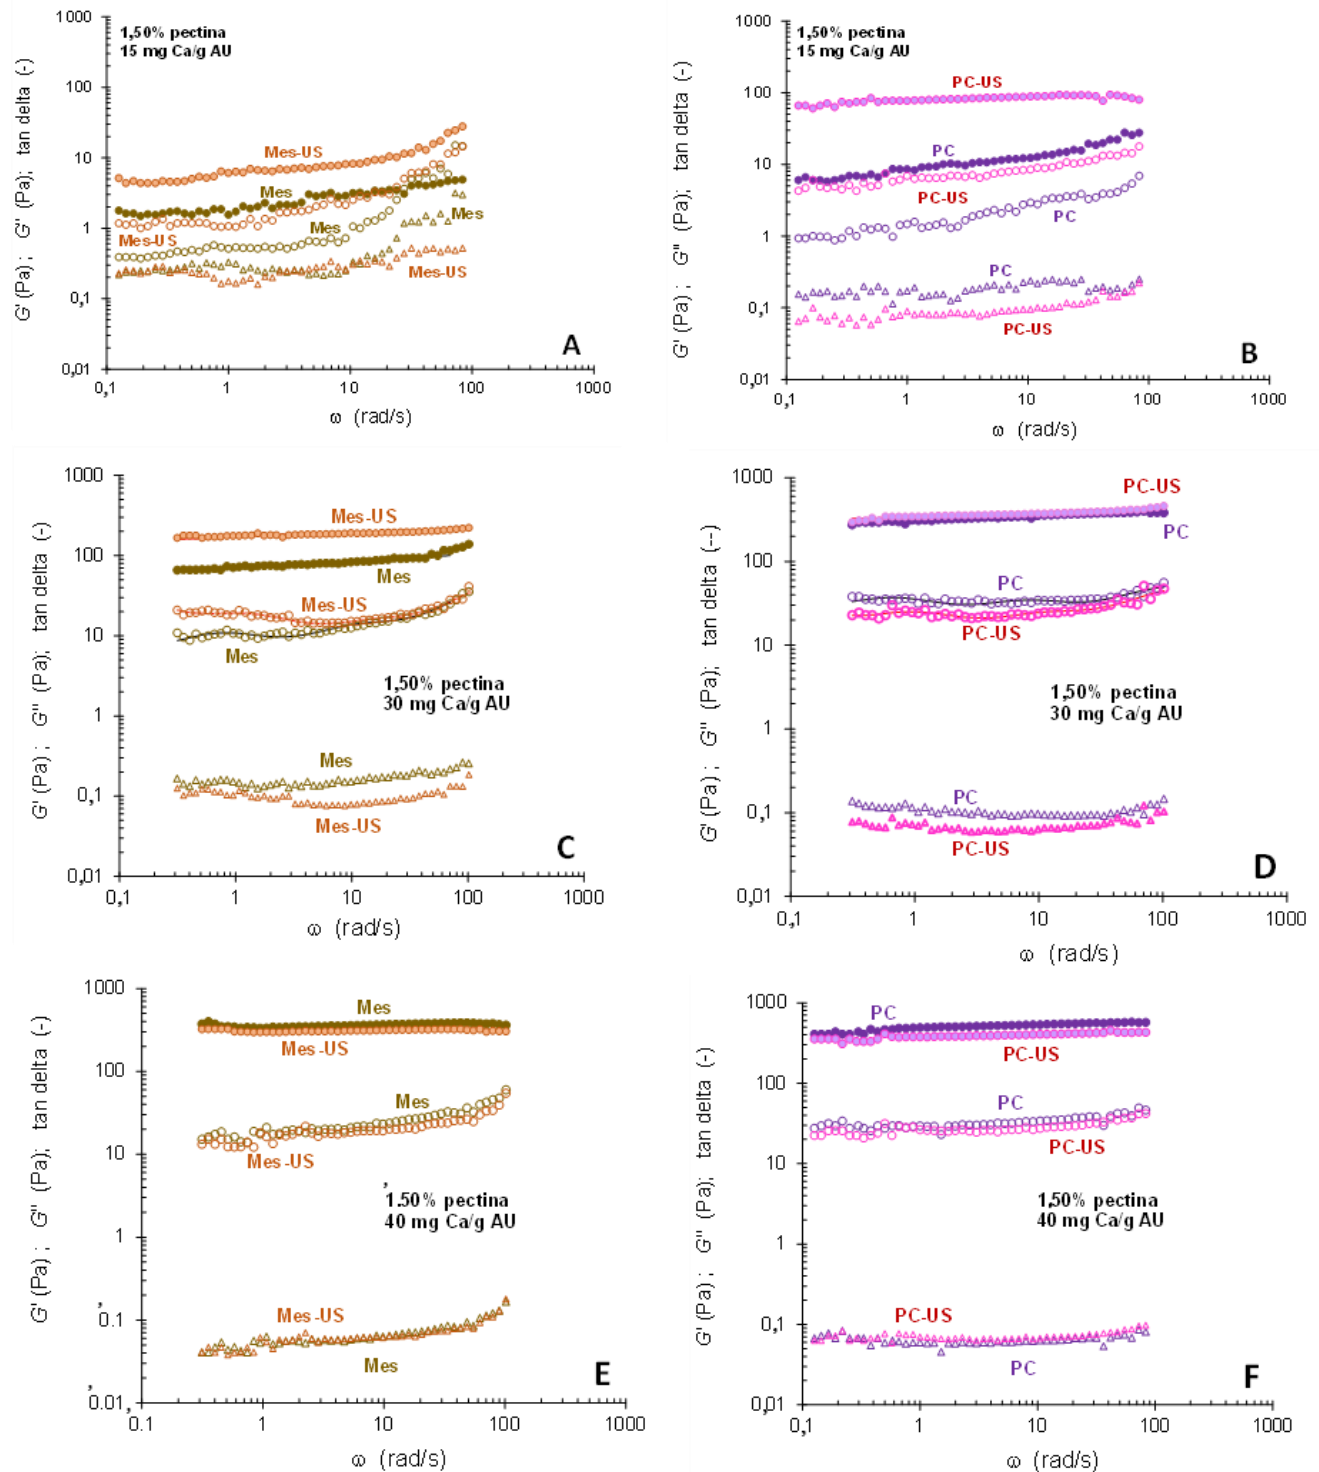 1000
100
10
1
0,1
0,01
G' (Pa) ; G'' (Pa); tan delta (-)
1,50% pectina
15 mg Ca/g AU
Mes-US
Mes
Mes-US
Mes
Mes
Mes-US
A
0,1 1 10 100 1000
ω (rad/s)
1000
100
10
1
0,1
0,01
G' (Pa) ; G'' (Pa); tan delta (-)
1,50% pectina
15 mg Ca/g AU
PC-US
PC
PC-US
PC
PC
PC-US
B
0,1 1 10 100 1000
ω (rad/s)
1000
100
10
1
0,1
0,01
G' (Pa) ; G'' (Pa); tan delta (-)
Mes-US
Mes
Mes-US
Mes
1,50% pectina
30 mg Ca/g AU
Mes
Mes-US
C
0,1 1 10 100 1000
ω (rad/s)
1000
100
10
1
0,1
0,01
G' (Pa) ; G'' (Pa); tan delta (--)
PC-US
PC
PC
PC-US
1,50% pectina
30 mg Ca/g AU
PC
PC-US
D
0,1 1 10 100 1000
ω (rad/s)
1000
100
10
1
0.1
0.01
G' (Pa) ; G'' (Pa); tan delta (-)
Mes
Mes-US
Mes
Mes-US
1.50% pectina
40 mg Ca/g AU
Mes-US
Mes
E
0.1 1 10 100 1000
ω (rad/s)
1000
100
10
1
0,1
0,01
G' (Pa) ; G'' (Pa); tan delta (-)
PC
PC-US
PC
PC-US
1,50% pectina
40 mg Ca/g AU
PC-US
PC
F
0,1 1 10 100 1000
ω (rad/s)